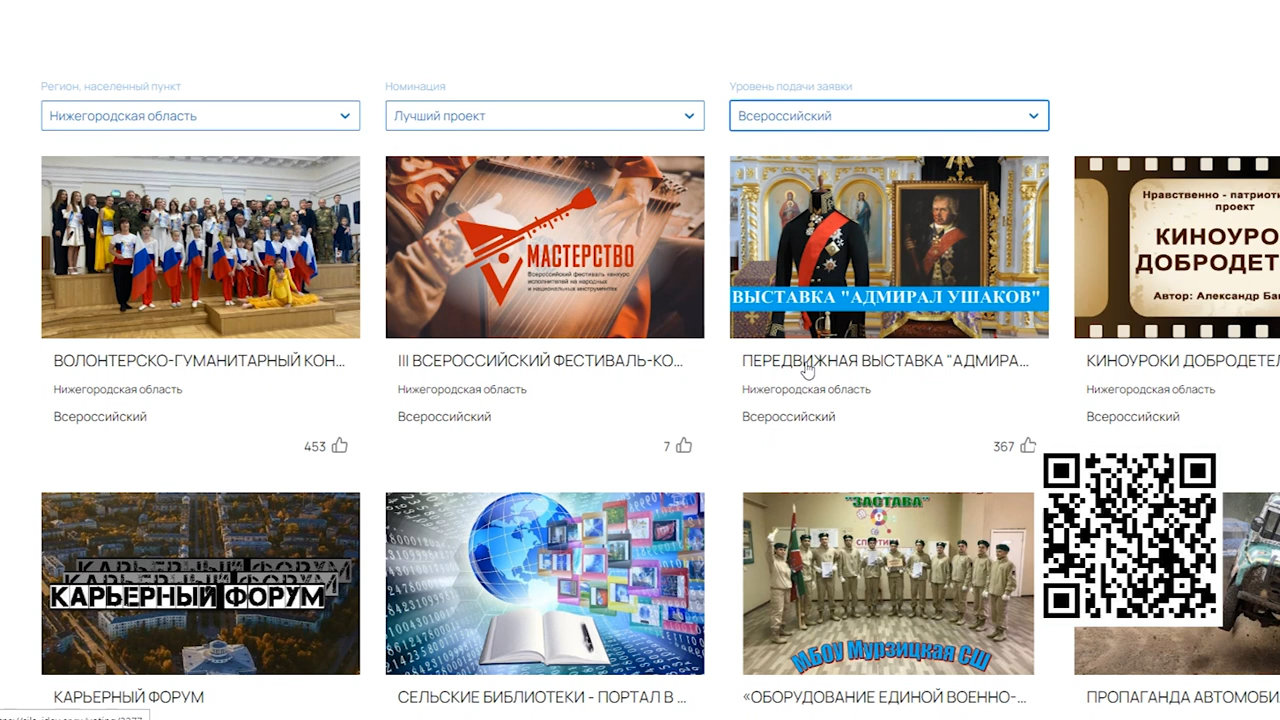 Регион, населенный пункт
Номинация
Уровень подачи заявки
Нижегородская область
Лучший проект
Всероссийский
МАСТЕРСТВО
Всероссийский фестиваль конкурс
исполнителей на народных
и национальных инструментах
ВЫСТАВКА "АДМИРАЛ УШАКОВ"
Нравственно - патриоти
проект
КИНОУРО
ДОБРОДЕТ
Автор: Александр Ба
ВОЛОНТЕРСКО-ГУМАНИТАРНЫЙ КОН...
Нижегородская область
Всероссийский
453
III ВСЕРОССИЙСКИЙ ФЕСТИВАЛЬ-КО...
Нижегородская область
Всероссийский
7
ПЕРЕДВИЖНАЯ ВЫСТАВКА "АДМИРА...
Нижегородская область
Всероссийский
367
КИНОУРОКИ ДОБРОДЕТЕЛ
Нижегородская область
Всероссийский
КАРЬЕРНЫЙ ФОРУМ
КАРЬЕРНЫЙ ФОРУМ
"ЗАСТАВА"
МБОУ Мурзицкая СШ
КАРЬЕРНЫЙ ФОРУМ
СЕЛЬСКИЕ БИБЛИОТЕКИ - ПОРТАЛ В ...
«ОБОРУДОВАНИЕ ЕДИНОЙ ВОЕННО-...
ПРОПАГАНДА АВТОМОБИ